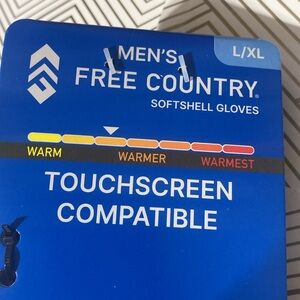 MEN'S
L/XL
FREE COUNTRY®
SOFTSHELL GLOVES
WARM
WARMER
WARMEST
TOUCHSCREEN
COMPATIBLE